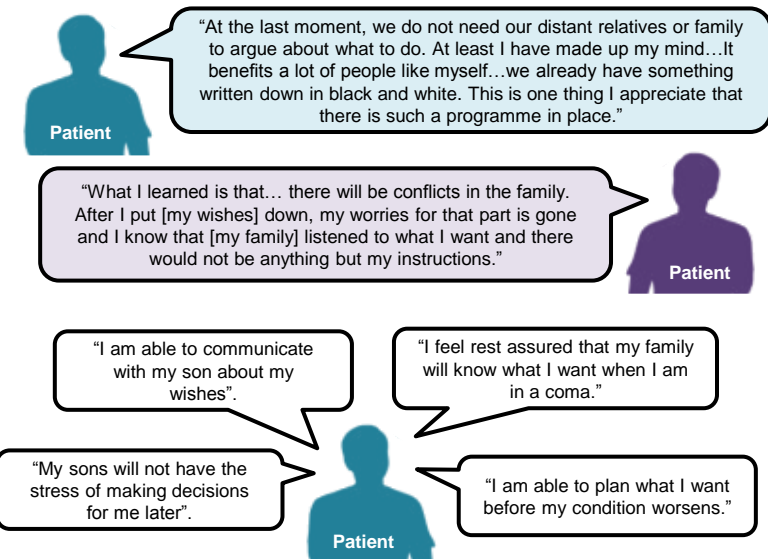 “At the last moment, we do not need our distant relatives or family
to argue about what to do. At least I have made up my mind…It
benefits a lot of people like myself…we already have something
written down in black and white. This is one thing I appreciate that
there is such a programme in place.”
Patient
“What I learned is that… there will be conflicts in the family.
After I put [my wishes] down, my worries for that part is gone
and I know that [my family] listened to what I want and there
would not be anything but my instructions.”
Patient
“I am able to communicate
with my son about my
wishes”.
“I feel rest assured that my family
will know what I want when I am
in a coma.”
“My sons will not have the
stress of making decisions
for me later”.
“I am able to plan what I want
before my condition worsens.”
Patient